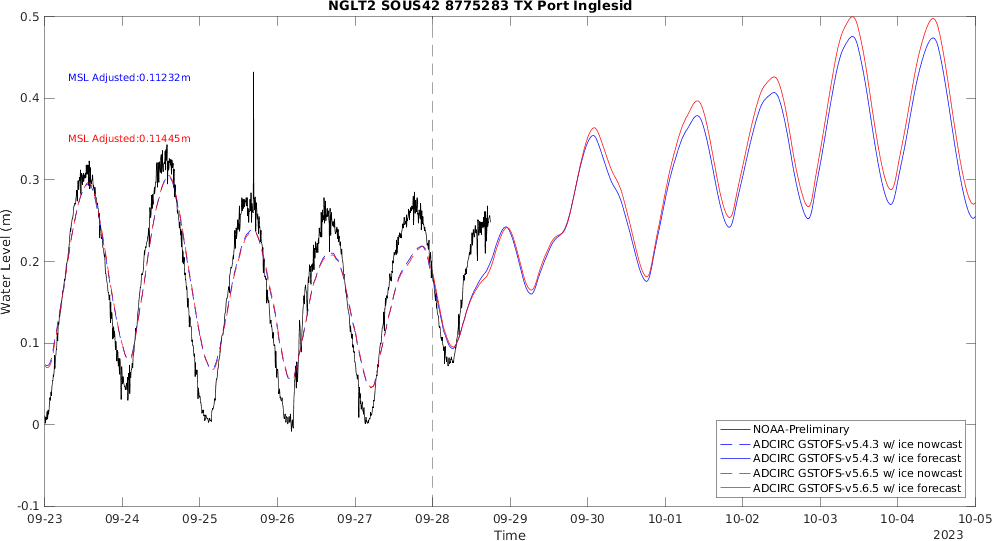 NGLT2 SOUS42 8775283 TX Port Inglesid
0.5
0.4
0.3
0.2
0.1
0
-0.1
Water Level (m)
MSL Adjusted:0.11232m
MSL Adjusted:0.11445m
NOAA-Preliminary
ADCIRC GSTOFS-v5.4.3 w/ ice nowcast
ADCIRC GSTOFS-v5.4.3 w/ ice forecast
ADCIRC GSTOFS-v5.6.5 w/ ice nowcast
ADCIRC GSTOFS-v5.6.5 w/ ice forecast
09-23 09-24 09-25 09-26 09-27 09-28 09-29 09-30 10-01 10-02 10-03 10-04 10-05
Time
2023